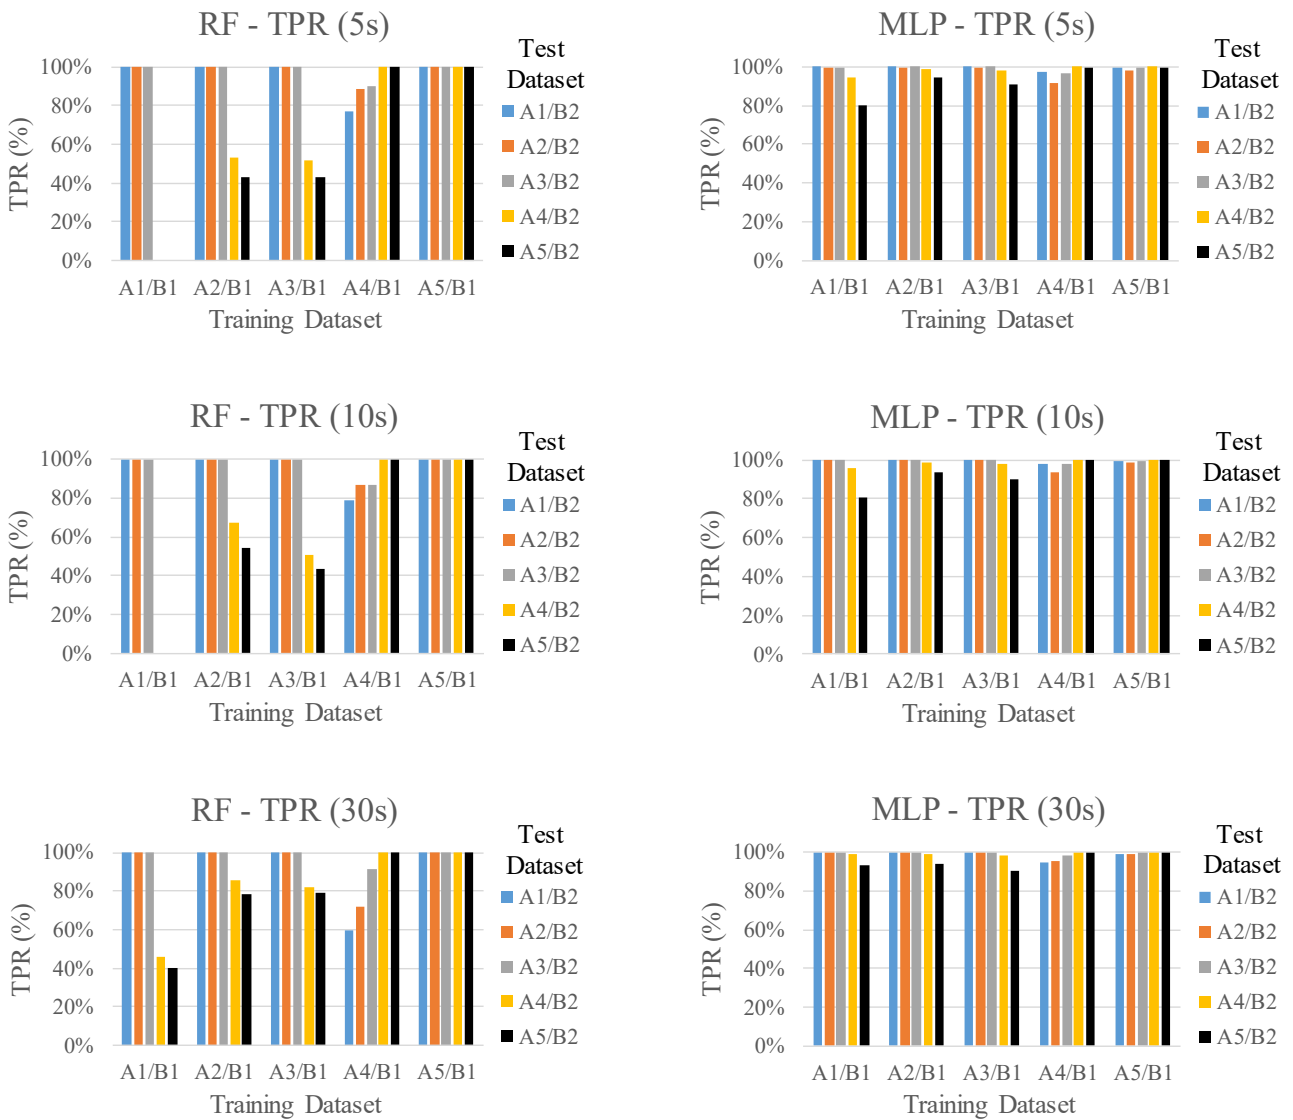 RF - TPR (5s)
TPR (%)
100%
80%
60%
40%
20%
0%
A1/B1 A2/B1 A3/B1 A4/B1 A5/B1
Training Dataset
Test
Dataset
A1/B2
A2/B2
A3/B2
A4/B2
A5/B2
MLP - TPR (5s)
TPR (%)
100%
80%
60%
40%
20%
0%
A1/B1 A2/B1 A3/B1 A4/B1 A5/B1
Training Dataset
Test
Dataset
A1/B2
A2/B2
A3/B2
A4/B2
A5/B2
RF - TPR (10s)
TPR (%)
100%
80%
60%
40%
20%
0%
A1/B1 A2/B1 A3/B1 A4/B1 A5/B1
Training Dataset
Test
Dataset
A1/B2
A2/B2
A3/B2
A4/B2
A5/B2
MLP - TPR (10s)
TPR (%)
100%
80%
60%
40%
20%
0%
A1/B1 A2/B1 A3/B1 A4/B1 A5/B1
Training Dataset
Test
Dataset
A1/B2
A2/B2
A3/B2
A4/B2
A5/B2
RF - TPR (30s)
TPR (%)
100%
80%
60%
40%
20%
0%
A1/B1 A2/B1 A3/B1 A4/B1 A5/B1
Training Dataset
Test
Dataset
A1/B2
A2/B2
A3/B2
A4/B2
A5/B2
MLP - TPR (30s)
TPR (%)
100%
80%
60%
40%
20%
0%
A1/B1 A2/B1 A3/B1 A4/B1 A5/B1
Training Dataset
Test
Dataset
A1/B2
A2/B2
A3/B2
A4/B2
A5/B2